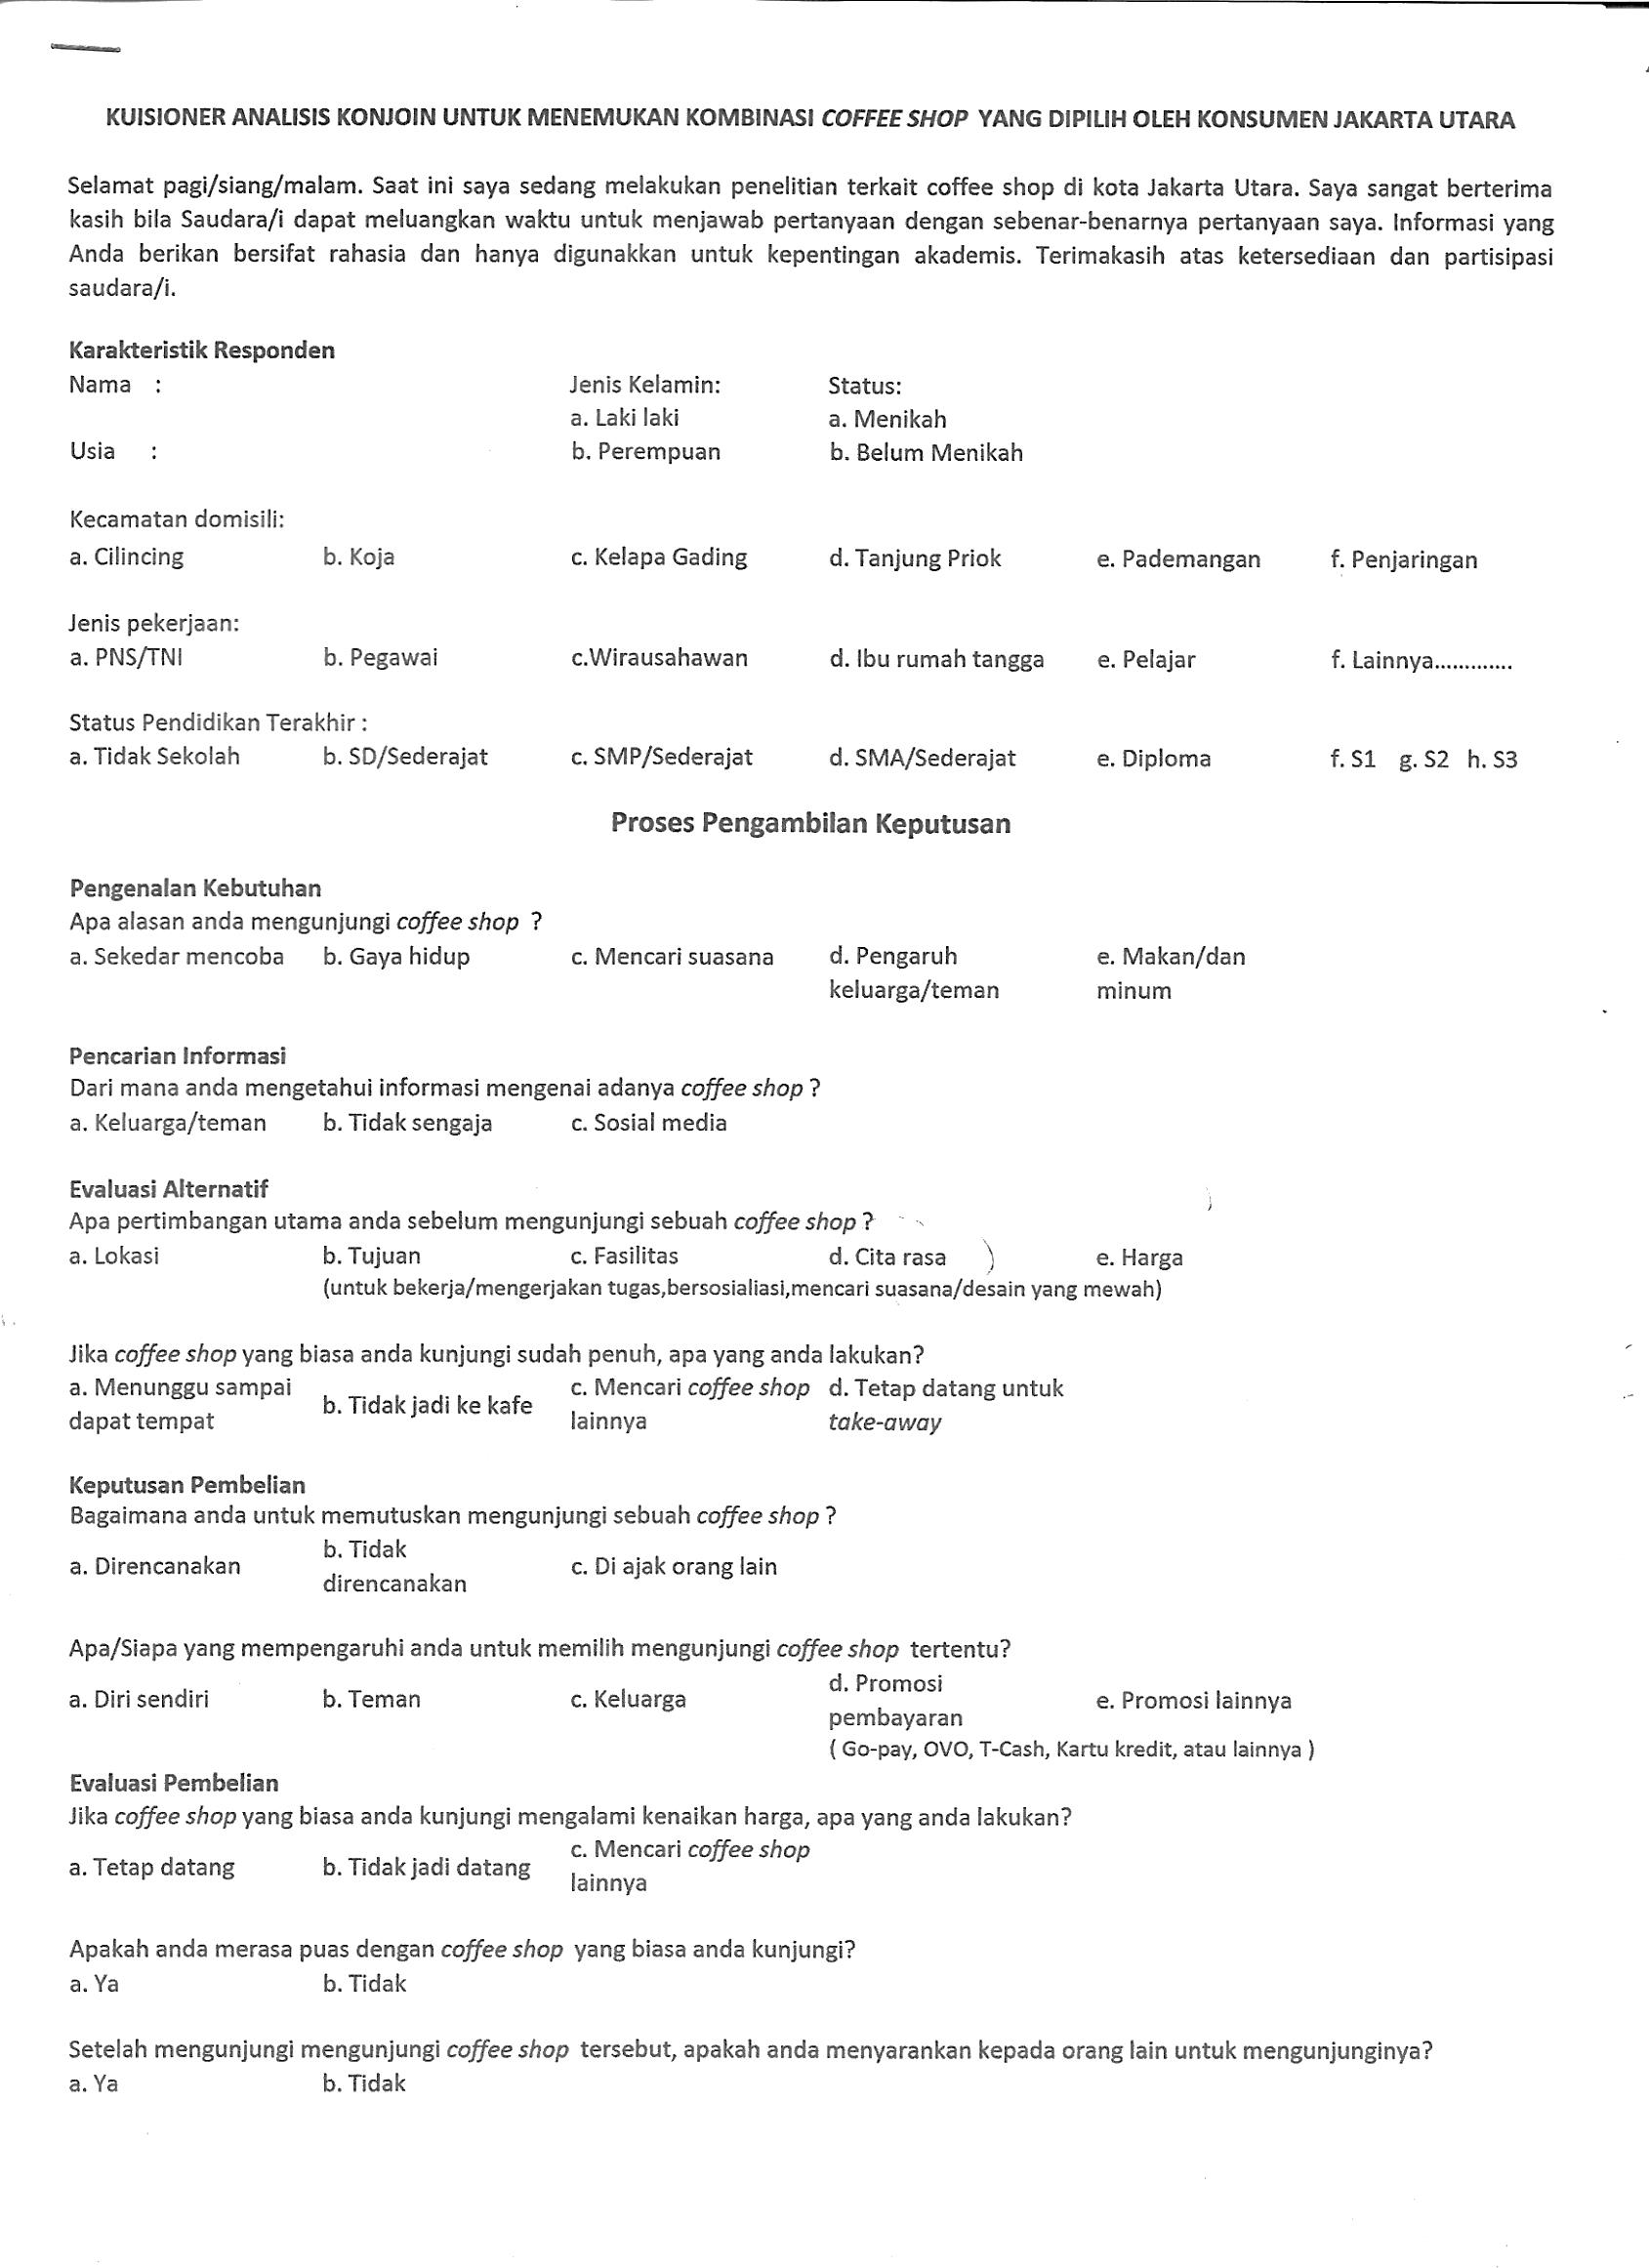 KUISIONER ANALISIS KONJOIN UNTUK MENEMUKAN KOMBINASI COFFEE SHOP YANG DIPILIH OLEH KONSUMEN JAKARTA UTARA
Selamat pagi/siang/malam. Saat ini saya sedang melakukan penelitian terkait coffee shop di kota Jakarta Utara. Saya sangat berterima
kasih bila Saudara/i dapat meluangkan waktu untuk menjawab pertanyaan dengan sebenar-benarnya pertanyaan saya. Informasi yang
Anda berikan bersifat rahasia dan hanya digunakkan untuk kepentingan akademis. Terimakasih atas ketersediaan dan partisipasi
saudara/i.
Karakteristik Responden
Nama : Jenis Kelamin: Status:
a. Laki laki a. Menikah
Usia : b. Perempuan b. Belum Menikah
Kecamatan domisili:
a. Cilincing b. Koja c. Kelapa Gading d. Tanjung Priok e. Pademangan f. Penjaringan
Jenis pekerjaan:
a. PNS/TNI b. Pegawai c.Wirausahawan d. Ibu rumah tangga e. Pelajar f. Lainnya.............
Status Pendidikan Terakhir :
a. Tidak Sekolah b. SD/Sederajat c. SMP/Sederajat d. SMA/Sederajat e. Diploma f. S1 g. S2 h. S3
Proses Pengambilan Keputusan
Pengenalan Kebutuhan
Apa alasan anda mengunjungi coffee shop ?
a. Sekedar mencoba b. Gaya hidup c. Mencari suasana d. Pengaruh e. Makan/dan
keluarga/teman minum
Pencarian Informasi
Dari mana anda mengetahui informasi mengenai adanya coffee shop ?
a. Keluarga/teman b. Tidak sengaja c. Sosial media
Evaluasi Alternatif
Apa pertimbangan utama anda sebelum mengunjungi sebuah coffee shop ?
a. Lokasi b. Tujuan c. Fasilitas d. Cita rasa e. Harga
(untuk bekerja/mengerjakan tugas,bersosialiasi,mencari suasana/desain yang mewah)
Jika coffee shop yang biasa anda kunjungi sudah penuh, apa yang anda lakukan?
a. Menunggu sampai c. Mencari coffee shop d. Tetap datang untuk
b. Tidak jadi ke kafe
dapat tempat lainnya take-away
Keputusan Pembelian
Bagaimana anda untuk memutuskan mengunjungi sebuah coffee shop ?
b. Tidak
a. Direncanakan c. Di ajak orang lain
direncanakan
Apa/Siapa yang mempengaruhi anda untuk memilih mengunjungi coffee shop tertentu?
d. Promosi
a. Diri sendiri b. Teman c. Keluarga e. Promosi lainnya
pembayaran
( Go-pay, OVO, T-Cash, Kartu kredit, atau lainnya )
Evaluasi Pembelian
Jika coffee shop yang biasa anda kunjungi mengalami kenaikan harga, apa yang anda lakukan?
c. Mencari coffee shop
a. Tetap datang b. Tidak jadi datang
lainnya
Apakah anda merasa puas dengan coffee shop yang biasa anda kunjungi?
a. Ya b. Tidak
Setelah mengunjungi mengunjungi coffee shop tersebut, apakah anda menyarankan kepada orang lain untuk mengunjunginya?
a. Ya b. Tidak